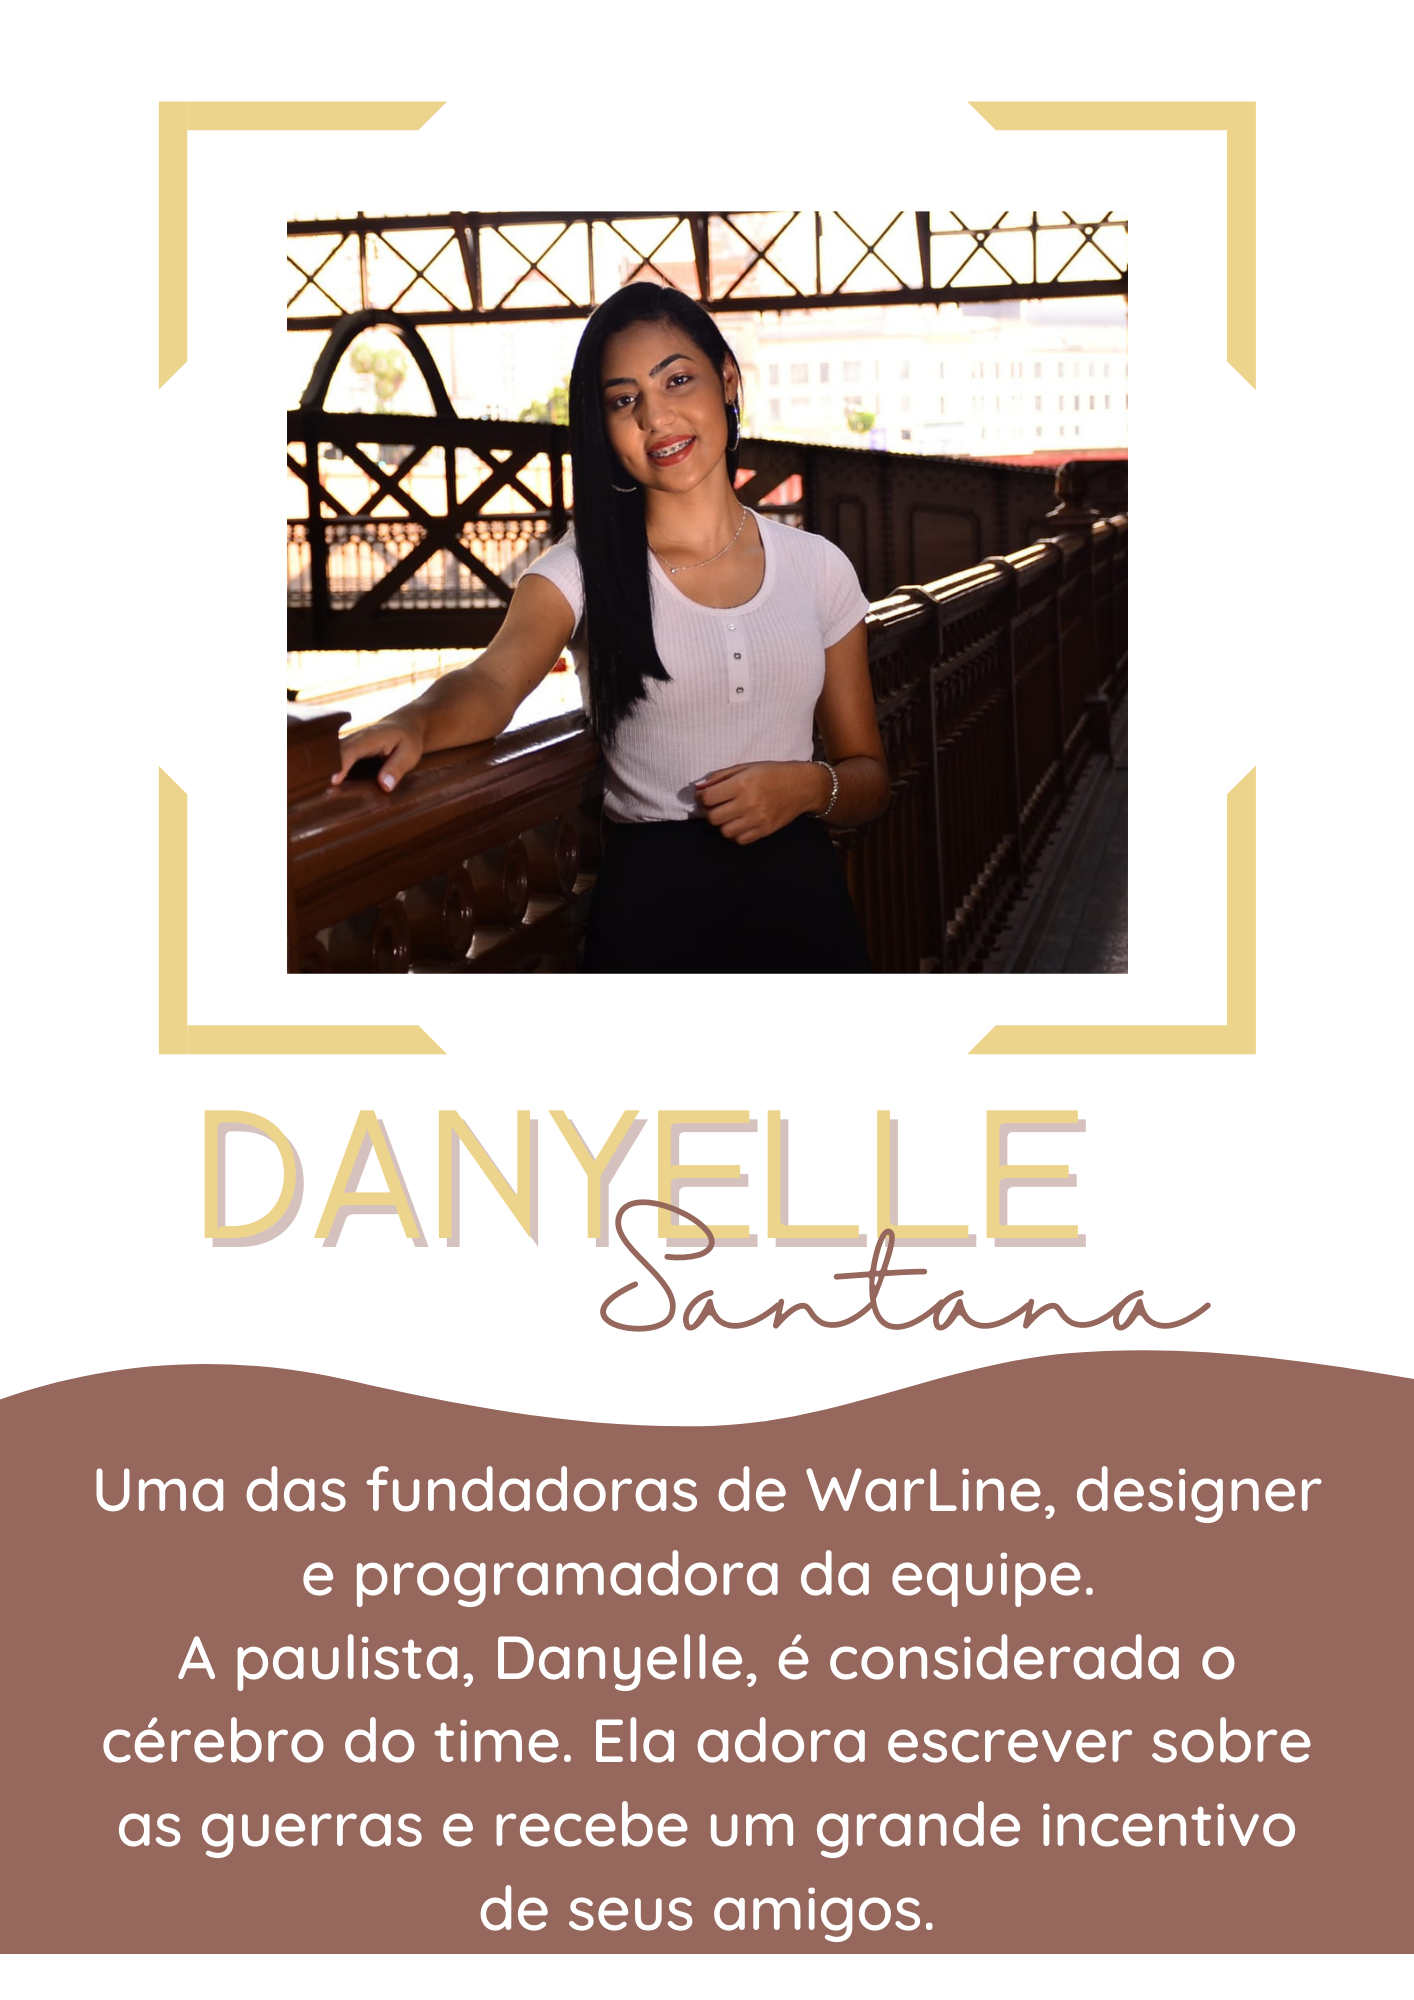 DANYELLE
Santana
Uma das fundadoras de WarLine, designer
e programadora da equipe.
A paulista, Danyelle, é considerada o
cérebro do time. Ela adora escrever sobre
as guerras e recebe um grande incentivo
de seus amigos.